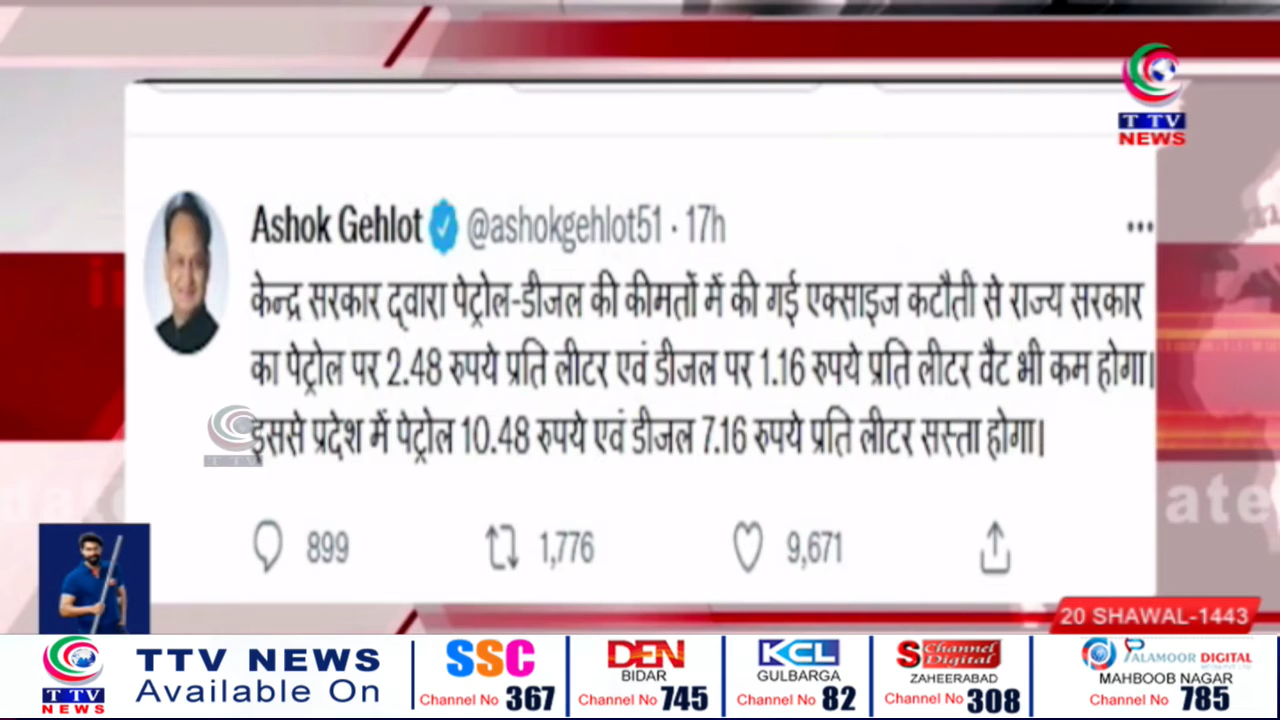 T TV
NEWS
Ashok Gehlot @ashokgehlot51 · 17h
केन्द्र सरकार द्वारा पेट्रोल-डीजल की कीमतों में की गई एक्साइज कटौती से राज्य सरकार
का पेट्रोल पर 2.48 रुपये प्रति लीटर एवं डीजल पर 1.16 रुपये प्रति लीटर वैट भी कम होगा।
इससे प्रदेश में पेट्रोल 10.48 रुपये एवं डीजल 7.16 रुपये प्रति लीटर सस्ता होगा।
T TV
899 1,776 9,671
20 SHAWAL-1443
T TV
NEWS
TTV NEWS
Available On
SSC
Channel No 367
DEN
BIDAR
Channel No 745
KCL
GULBARGA
Channel No 82
S Channel Digital
ZAHEERABAD
Channel No 308
PALAMOOR DIGITAL
MAHBOOB NAGAR
Channel No 785